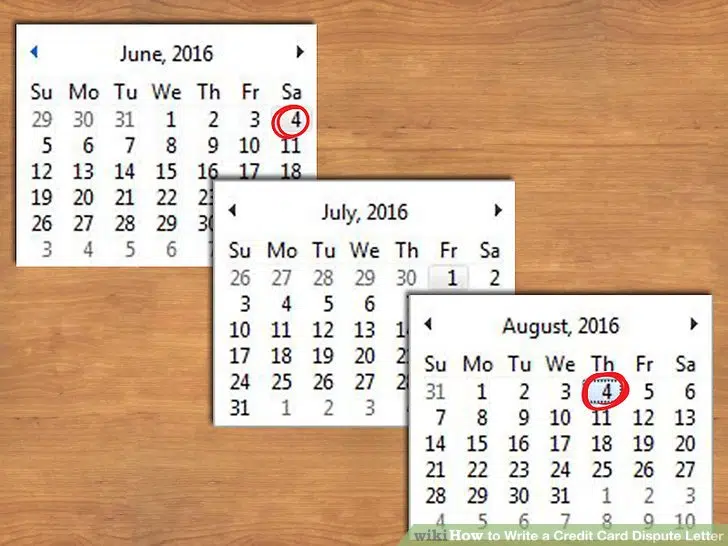 June, 2016
Su Mo Tu We Th Fr Sa
29 30 31 1 2 3 4
5 6 7 8 9 10 11
12 13 14 15 16 17 18
19 20 21 22 23
26 27 28 29 30
3 4 5 6
July, 2016
Su Mo Tu We Th Fr Sa
26 27 28 29 30 1 2
3 4 5 6
10 11 12 13
17 18 19 20
24 25 26 27
31 1 2 3
August, 2016
Su Mo Tu We Th Fr Sa
31 1 2 3 4 5 6
7 8 9 10 11 12 13
14 15 16 17 18 19 20
21 22 23 24 25 26 27
28 29 30 31 1 2 3
4 5 6 7 8 9 10
wikiHow to Write a Credit Card Dispute Letter